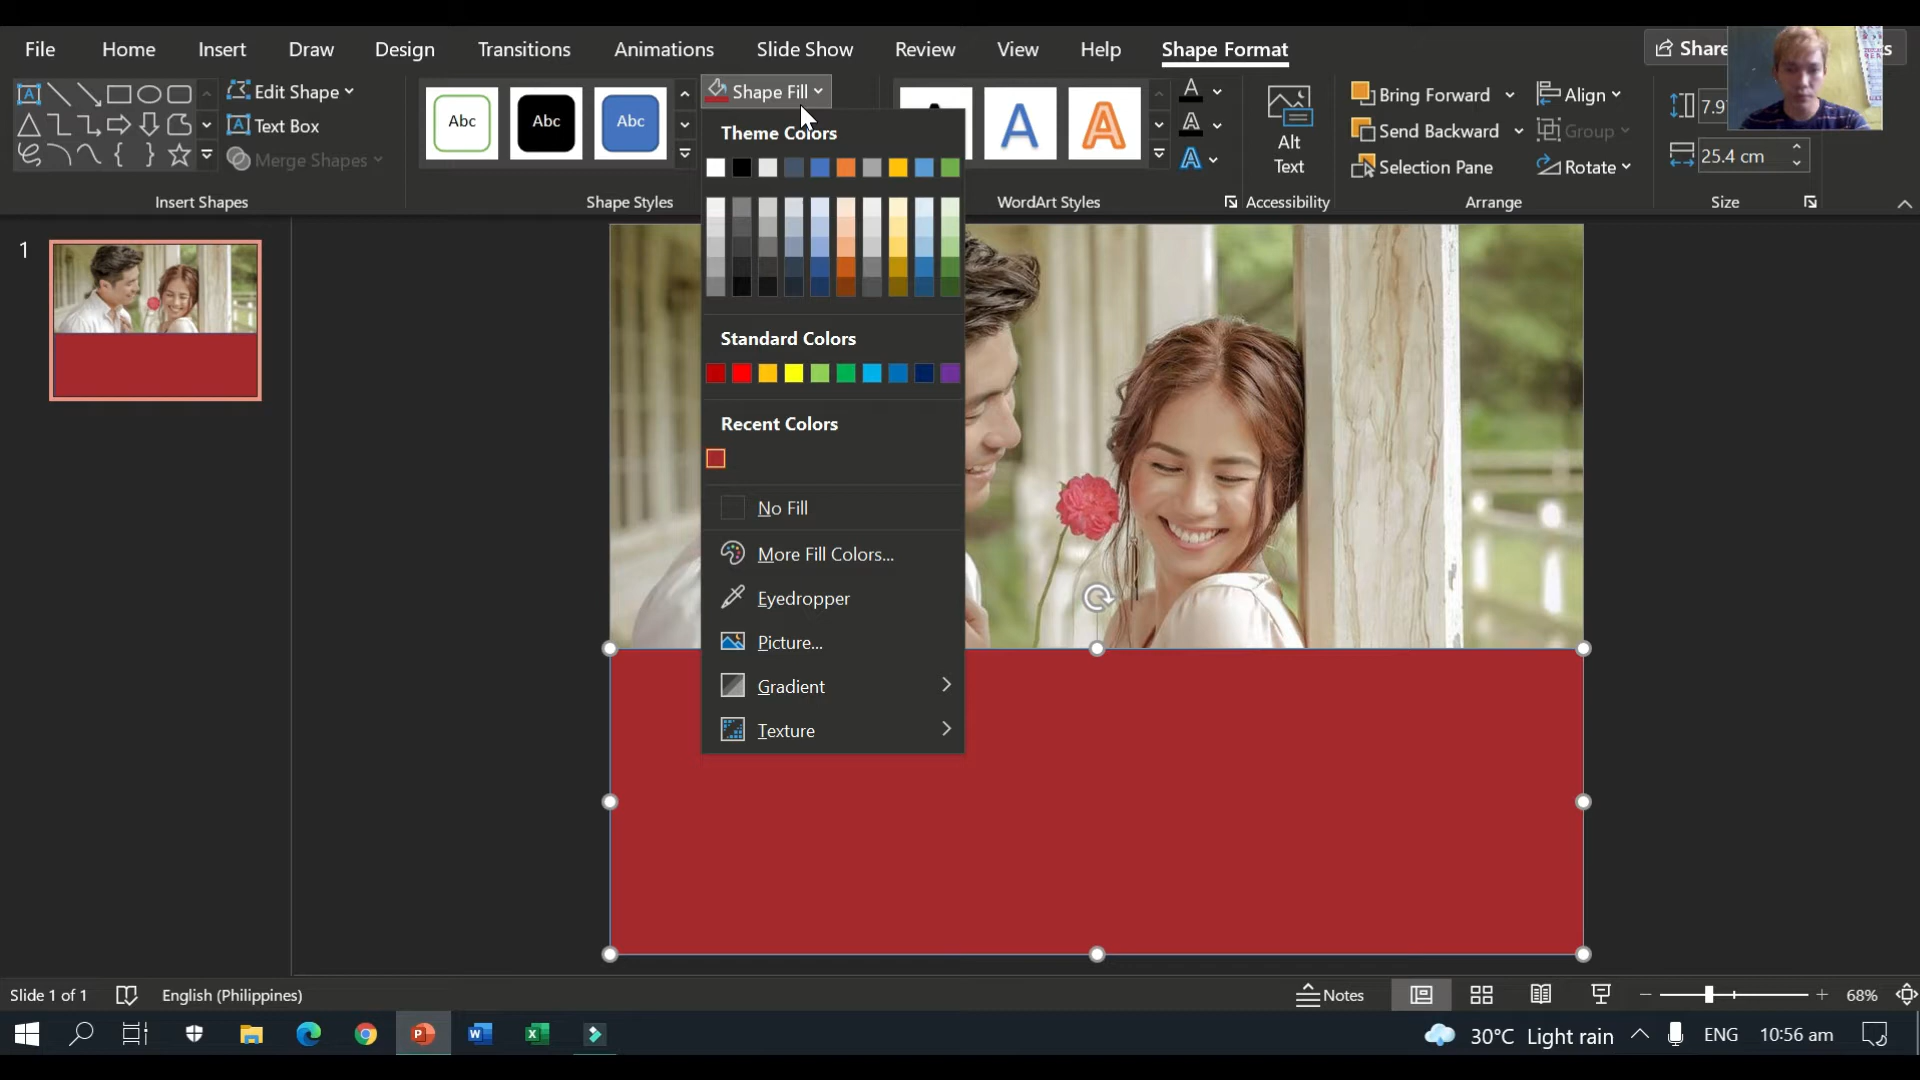 File Home Insert Draw Design Transitions Animations Slide Show Review View Help Shape Format Share
Edit Shape
Text Box
Merge Shapes
Insert Shapes
Abc Abc Abc
Shape Styles
Shape Fill
Theme Colors
Standard Colors
Recent Colors
No Fill
More Fill Colors...
Eyedropper
Picture...
Gradient
Texture
A A
A
A
A
WordArt Styles
Alt
Text
Accessibility
Bring Forward
Send Backward
Selection Pane
Align
Group
Rotate
Arrange
25.4 cm
Size
1
Slide 1 of 1 English (Philippines) Notes 68%
30°C Light rain ENG 10:56 am